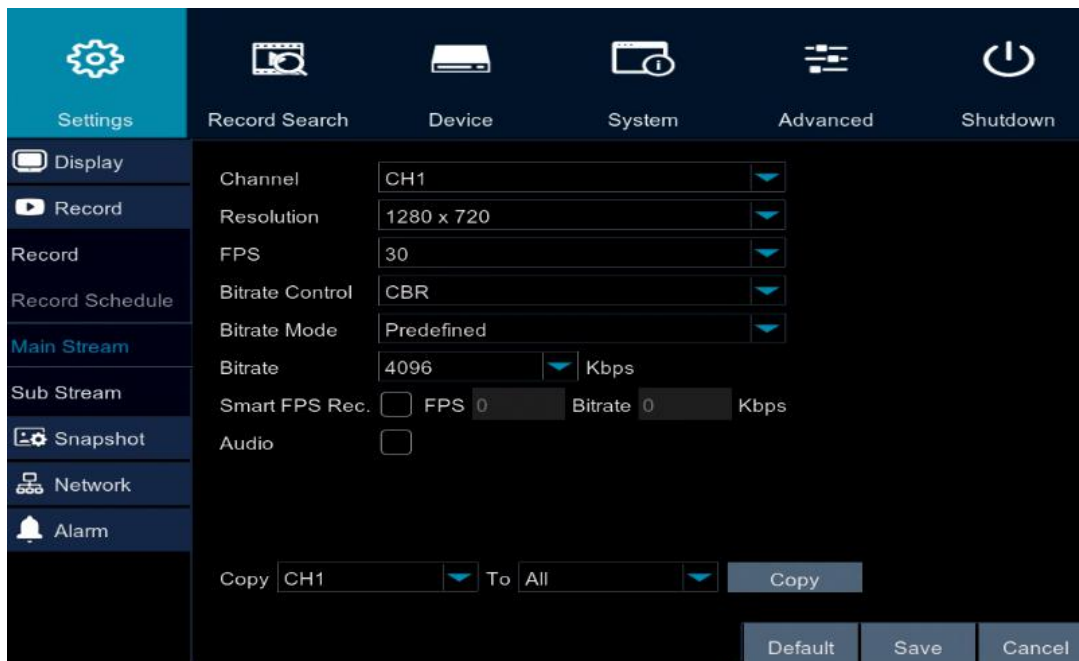 Settings Record Search Device System Advanced Shutdown
Display
Record
Record
Record Schedule
Main Stream
Sub Stream
Snapshot
Network
Alarm
Channel CH1
Resolution 1280 x 720
FPS 30
Bitrate Control CBR
Bitrate Mode Predefined
Bitrate 4096 Kbps
Smart FPS Rec. FPS 0 Bitrate 0 Kbps
Audio
Copy CH1 To All Copy
Default Save Cancel